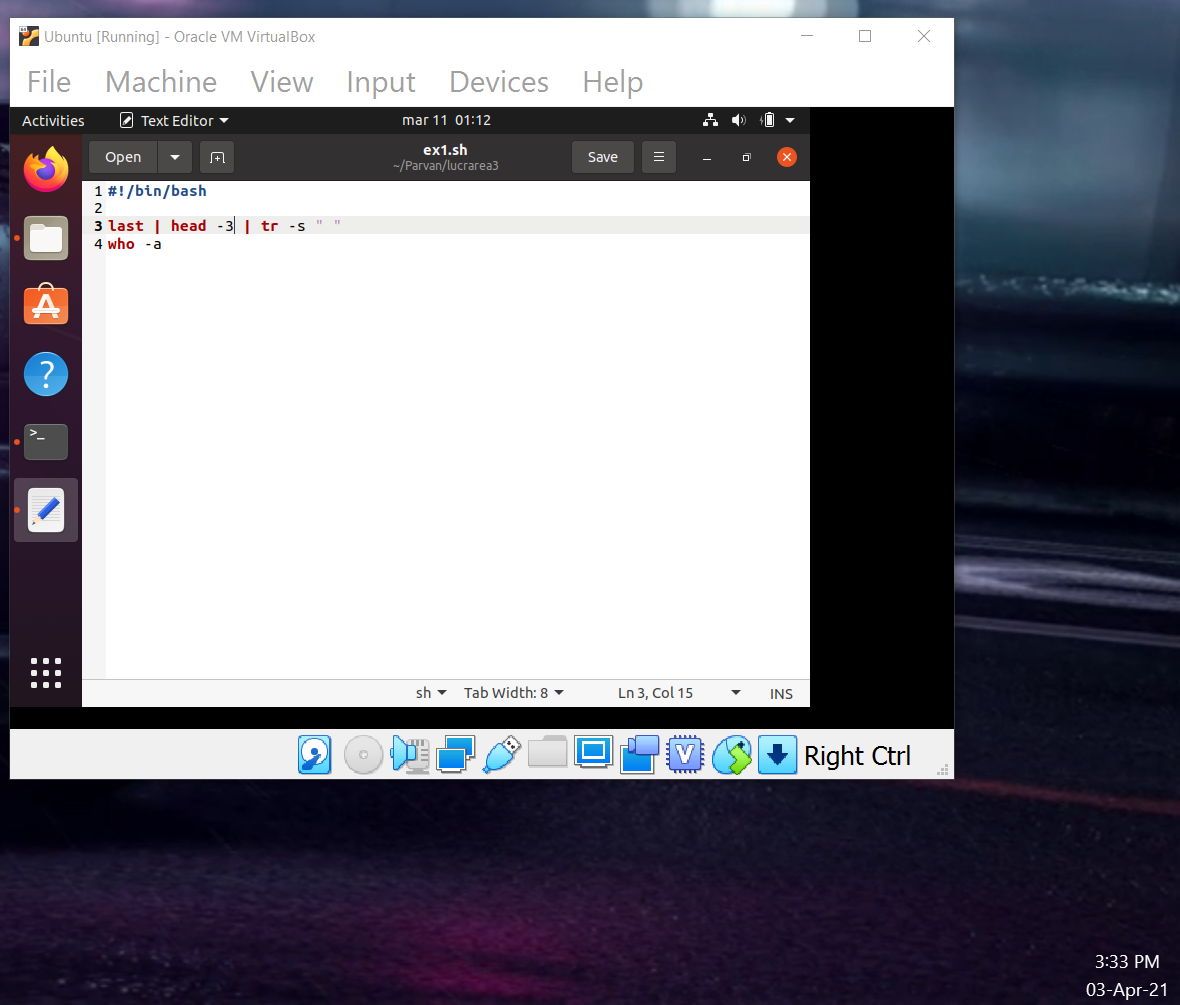 Ubuntu [Running] - Oracle VM VirtualBox
File Machine View Input Devices Help
Activities Text Editor mar 11 01:12
Open ex1.sh Save
~/Parvan/lucrarea3
1 #!/bin/bash
2
3 last | head -3 | tr -s " "
4 who -a
sh Tab Width: 8 Ln 3, Col 15 INS
Right Ctrl
3:33 PM
03-Apr-21